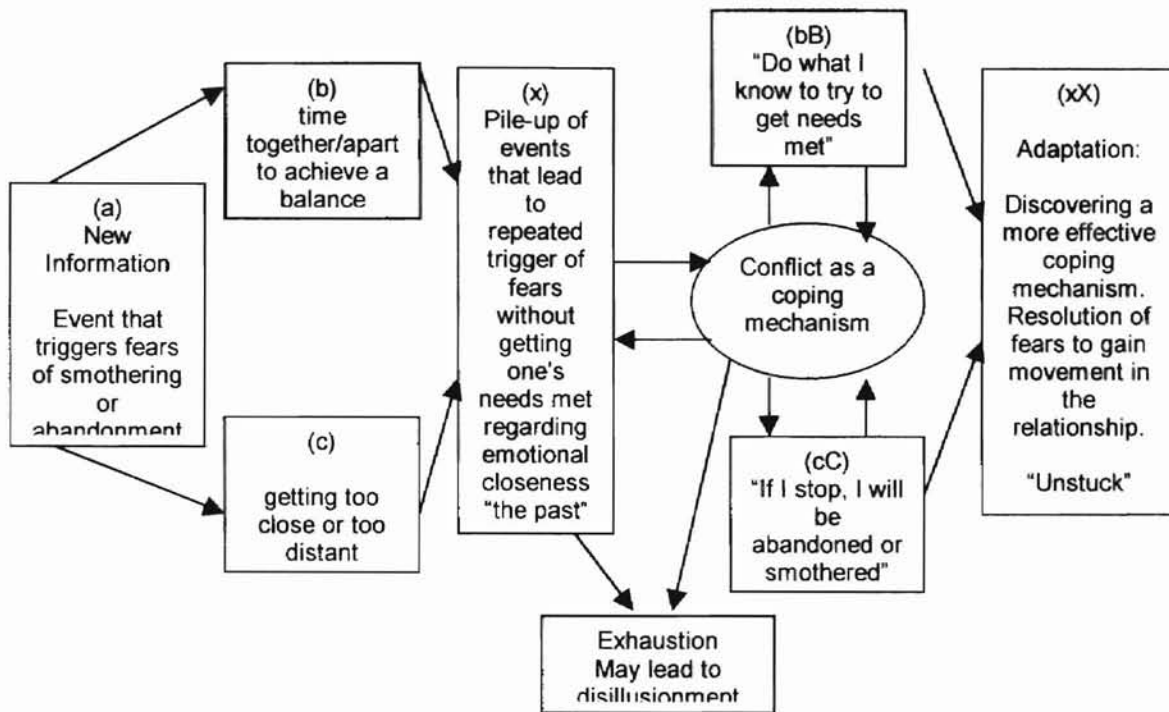 (a)
New
Information
Event that
triggers fears
of smothering
or
abandonment
(b)
time
together/apart
to achieve a
balance
(c)
getting too
close or too
distant
(x)
Pile-up of
events
that lead
to
repeated
trigger of
fears
without
getting
one's
needs met
regarding
emotional
closeness
"the past"
(bB)
"Do what I
know to try to
get needs
met"
Conflict as a
coping
mechanism
(cC)
"If I stop, I will
be
abandoned or
smothered"
Exhaustion
May lead to
disillusionment
(xX)
Adaptation:
Discovering a
more effective
coping
mechanism.
Resolution of
fears to gain
movement in
the
relationship.
"Unstuck"